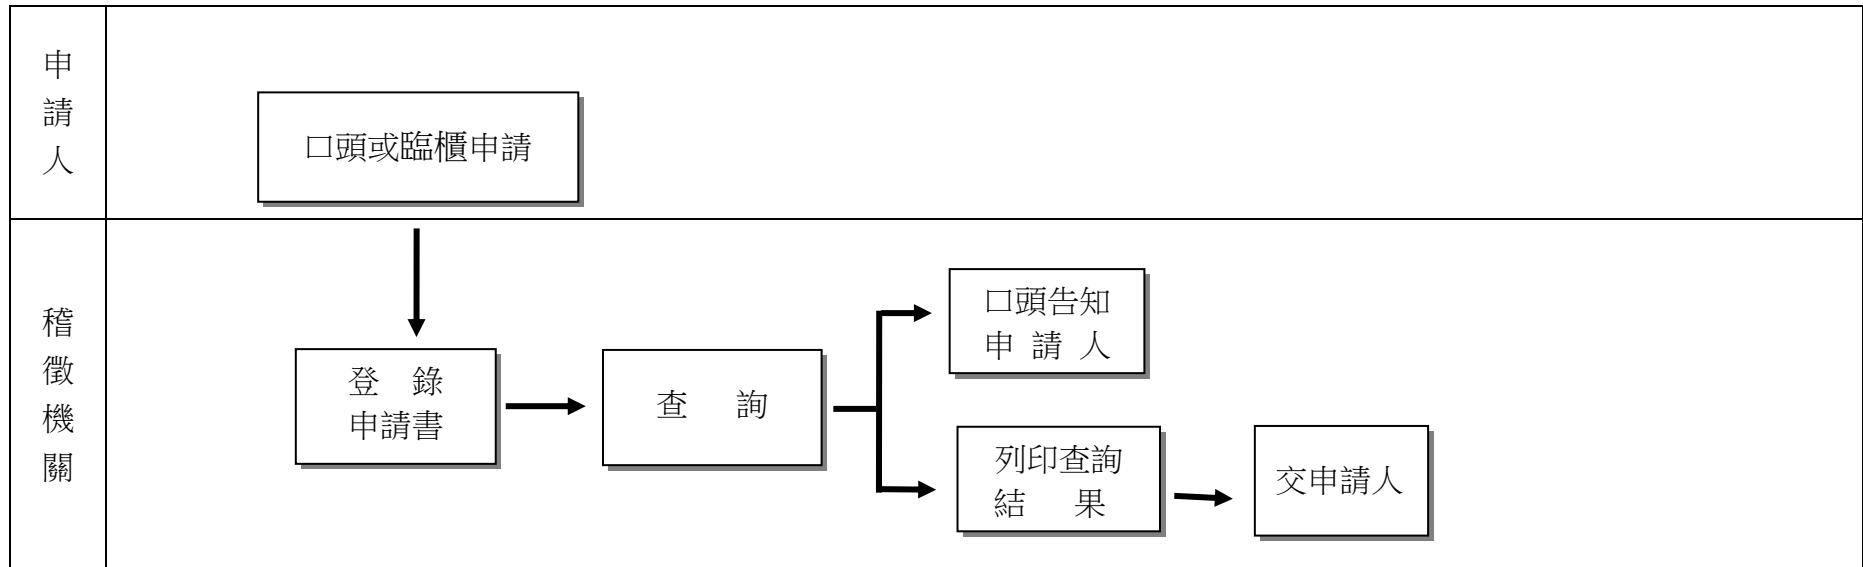 申請人
口頭或臨櫃申請
稽徵機關
登　錄
申請書
查　詢
口頭告知
申 請 人
列印查詢
結　果
交申請人